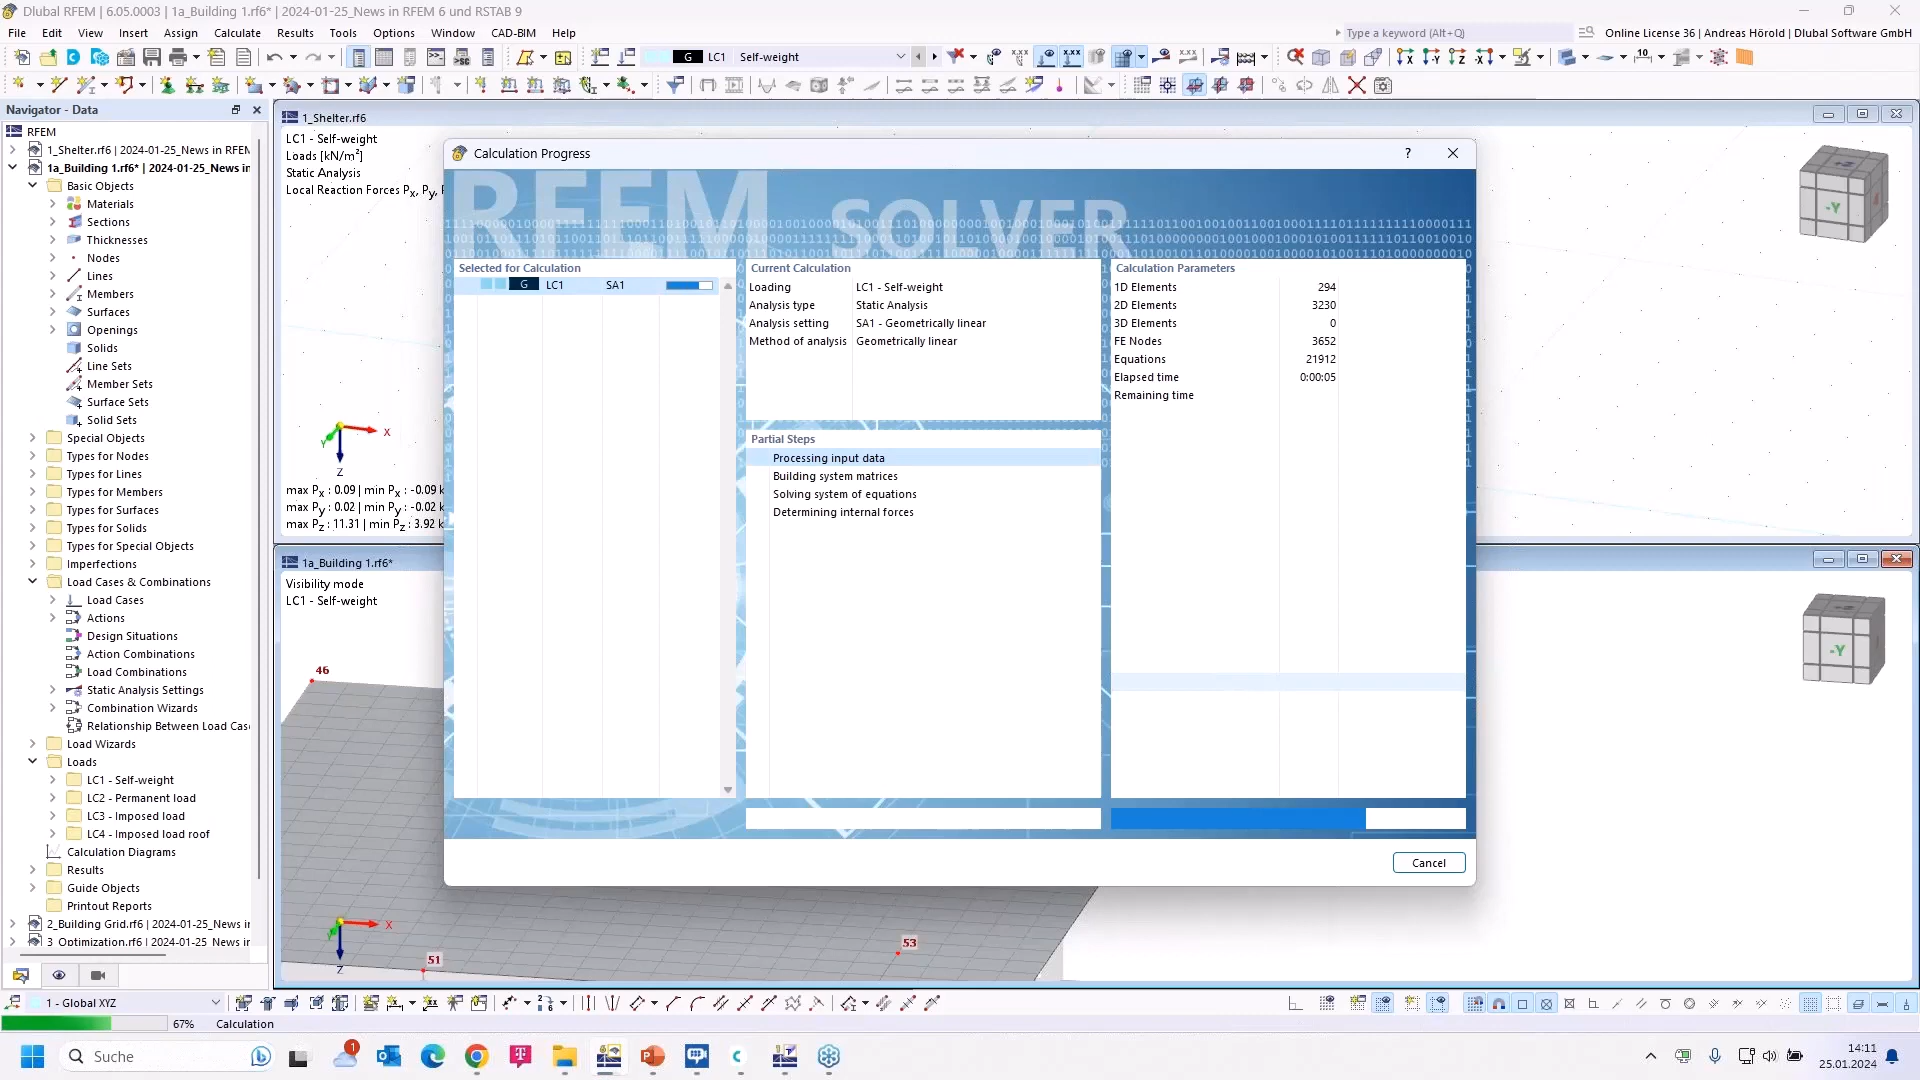 Dlubal RFEM | 6.05.0003 | 1a_Building 1.rf6* | 2024-01-25_News in RFEM 6 und RSTAB 9
File Edit View Insert Assign Calculate Results Tools Options Window CAD-BIM Help
Type a keyword (Alt+Q)
Online License 36 | Andreas Hörold | Dlubal Software GmbH
G LC1 Self-weight
Navigator - Data
RFEM
1_Shelter.rf6 | 2024-01-25_News in RFEM
1a_Building 1.rf6* | 2024-01-25_News in
Basic Objects
Materials
Sections
Thicknesses
Nodes
Lines
Members
Surfaces
Openings
Solids
Line Sets
Member Sets
Surface Sets
Solid Sets
Special Objects
Types for Nodes
Types for Lines
Types for Members
Types for Surfaces
Types for Solids
Types for Special Objects
Imperfections
Load Cases & Combinations
Load Cases
Actions
Design Situations
Action Combinations
Load Combinations
Static Analysis Settings
Combination Wizards
Relationship Between Load Cas
Load Wizards
Loads
LC1 - Self-weight
LC2 - Permanent load
LC3 - Imposed load
LC4 - Imposed load roof
Calculation Diagrams
Results
Guide Objects
Printout Reports
2_Building Grid.rf6 | 2024-01-25_News in
3_Optimization.rf6 | 2024-01-25_News in
1_Shelter.rf6
LC1 - Self-weight
Loads [kN/m²]
Static Analysis
Local Reaction Forces Px, Py,
X
Y
Z
max Px : 0.09 | min Px : -0.09 k
max Py : 0.02 | min Py : -0.02 k
max Pz : 11.31 | min Pz : 3.92 k
-Y
1a_Building 1.rf6*
Visibility mode
LC1 - Self-weight
46
51
53
X
Z
-Y
Calculation Progress
?
RFEM SOLVER
Selected for Calculation
G LC1 SA1
Current Calculation
Loading LC1 - Self-weight
Analysis type Static Analysis
Analysis setting SA1 - Geometrically linear
Method of analysis Geometrically linear
Partial Steps
Processing input data
Building system matrices
Solving system of equations
Determining internal forces
Calculation Parameters
1D Elements 294
2D Elements 3230
3D Elements 0
FE Nodes 3652
Equations 21912
Elapsed time 0:00:05
Remaining time
Cancel
1 - Global XYZ
67% Calculation
Suche
1
14:11
25.01.2024